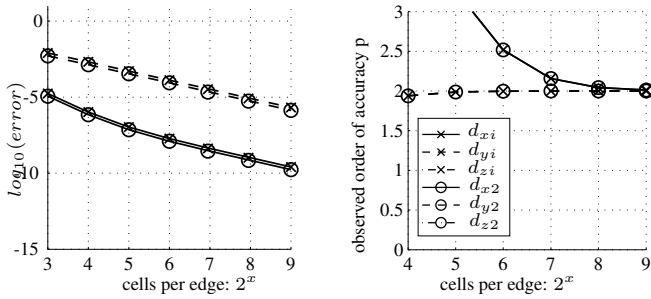 0
-5
-10
-15
3 4 5 6 7 8 9
log10(error)
cells per edge: 2^x
3
2.5
2
1.5
1
0.5
0
4 5 6 7 8 9
observed order of accuracy p
cells per edge: 2^x
d_xi
d_yi
d_zi
d_x2
d_y2
d_z2